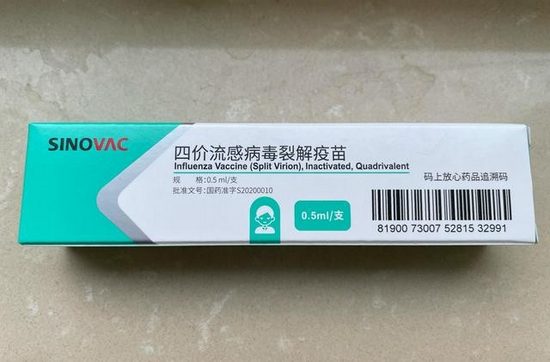 SINOVAC
四价流感病毒裂解疫苗
Influenza Vaccine (Split Virion), Inactivated, Quadrivalent
规 格:0.5 ml/支
批准文号:国药准字S20200010
0.5ml/支
码上放心药品追溯码
81900 73007 52815 32991